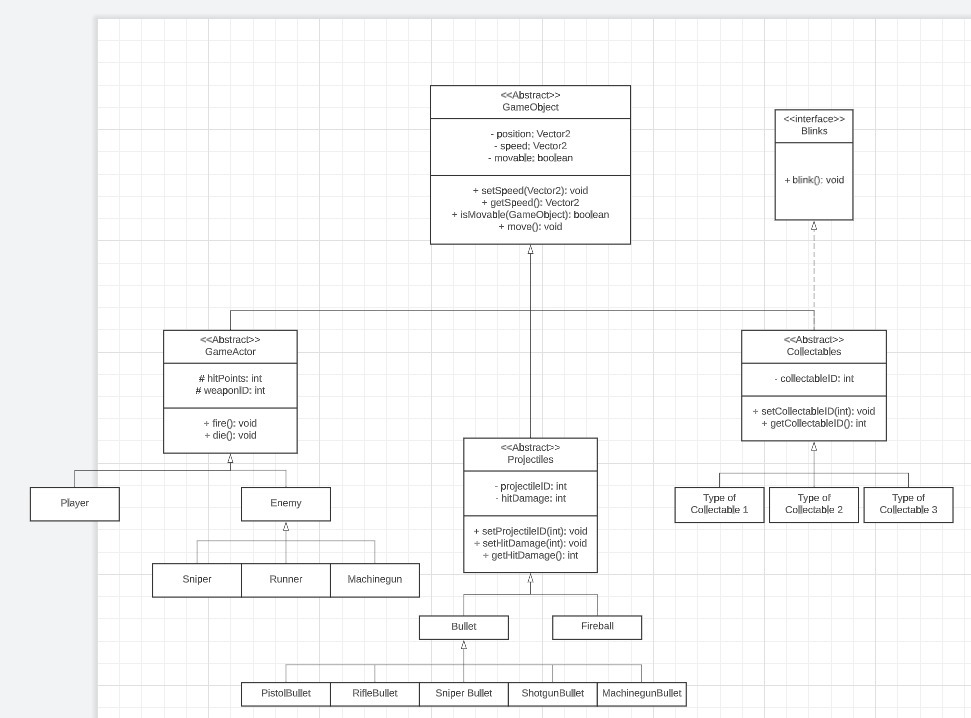 <<Abstract>>
GameObject
- position; Vector2
- speed; Vector2
- movable; boolean
+ setSpeed(Vector2): void
+ getSpeed(): Vector2
+ isMovable(GameObject): boolean
+ move(): void
<<interface>>
Blinks
+ blink(): void
<<Abstract>>
GameActor
# hitPoints: int
# weaponID: int
+ fire(): void
+ die(): void
<<Abstract>>
Collectables
- collectableID: int
+ setCollectableID(int): void
+ getCollectableID(): int
<<Abstract>>
Projectiles
- projectileID: int
- hitDamage: int
+ setProjectileID(int): void
+ setHitDamage(int): void
+ getHitDamage(): int
Player
Enemy
Type of
Collectable 1
Type of
Collectable 2
Type of
Collectable 3
Sniper
Runner
Machinegun
Bullet
Fireball
PistolBullet
RifleBullet
Sniper Bullet
ShotgunBullet
MachinegunBullet